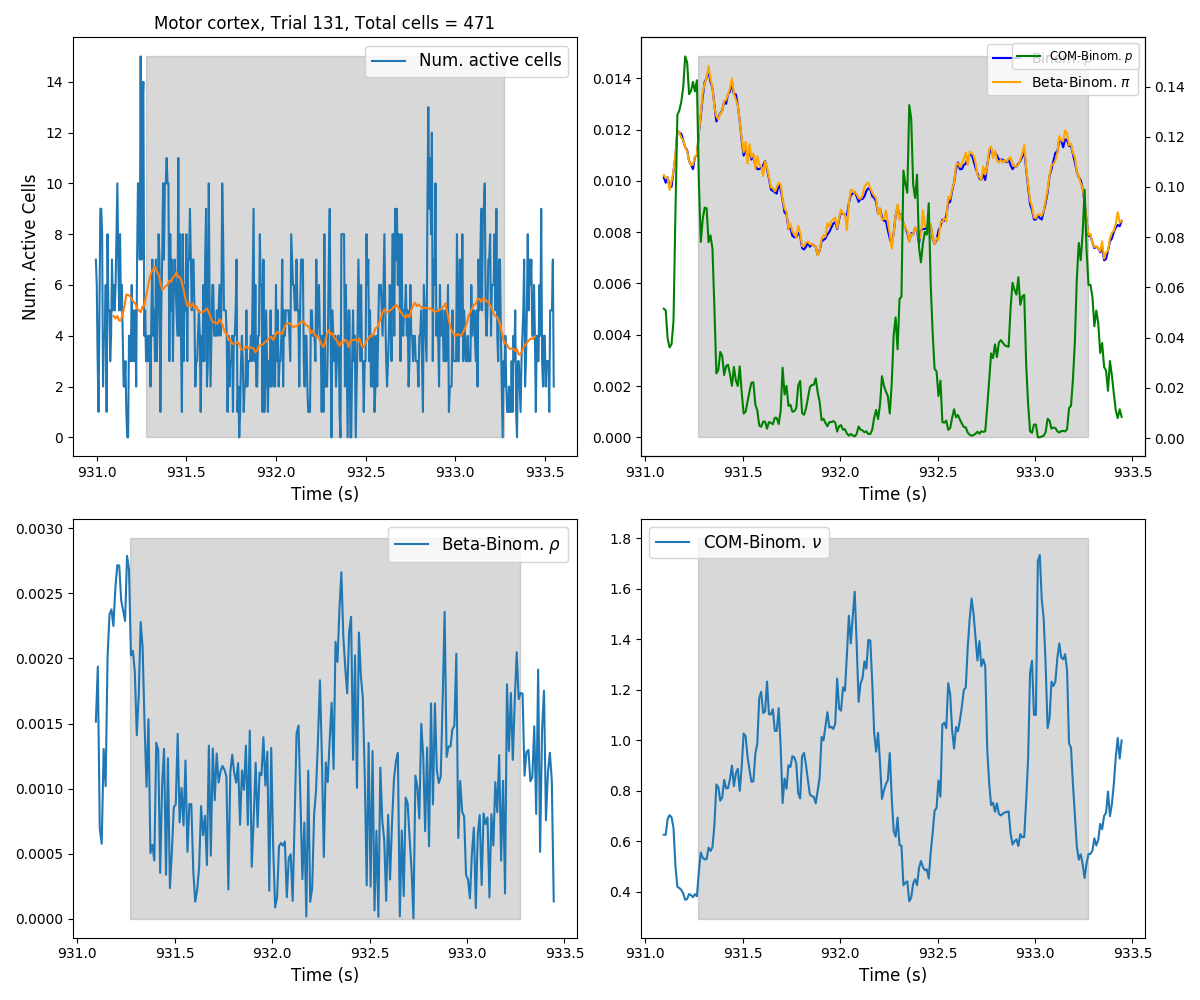 Motor cortex, Trial 131, Total cells = 471
Num. active cells
Num. Active Cells
14
12
10
8
6
4
2
0
931.0 931.5 932.0 932.5 933.0 933.5
Time (s)
COM-Binom. p
Beta-Binom. π
0.014
0.012
0.010
0.008
0.006
0.004
0.002
0.000
0.14
0.12
0.10
0.08
0.06
0.04
0.02
0.00
931.0 931.5 932.0 932.5 933.0 933.5
Time (s)
Beta-Binom. ρ
0.0030
0.0025
0.0020
0.0015
0.0010
0.0005
0.0000
931.0 931.5 932.0 932.5 933.0 933.5
Time (s)
COM-Binom. ν
1.8
1.6
1.4
1.2
1.0
0.8
0.6
0.4
931.0 931.5 932.0 932.5 933.0 933.5
Time (s)